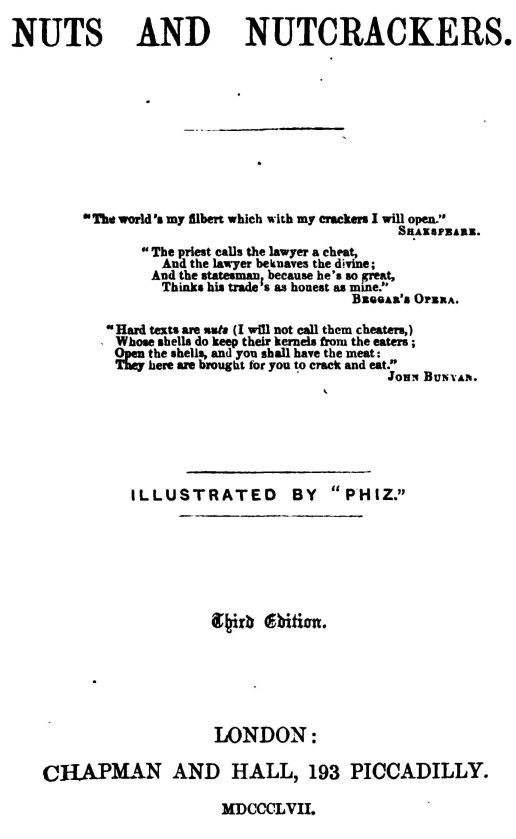 NUTS AND NUTCRACKERS.
"The world's my filbert which with my crackers I will open."
SHAKSPEARE.
"The priest calls the lawyer a cheat,
And the lawyer beknaves the divine;
And the statesman, because he's so great,
Thinks his trade's as honest as mine."
BEGGAR'S OPERA.
"Hard texts are nuts (I will not call them cheaters,)
Whose shells do keep their kernels from the eaters;
Open the shells, and you shall have the meat:
They here are brought for you to crack and eat."
JOHN BUNYAN.
ILLUSTRATED BY "PHIZ."
Third Edition.
LONDON:
CHAPMAN AND HALL, 193 PICCADILLY.
MDCCCLVII.